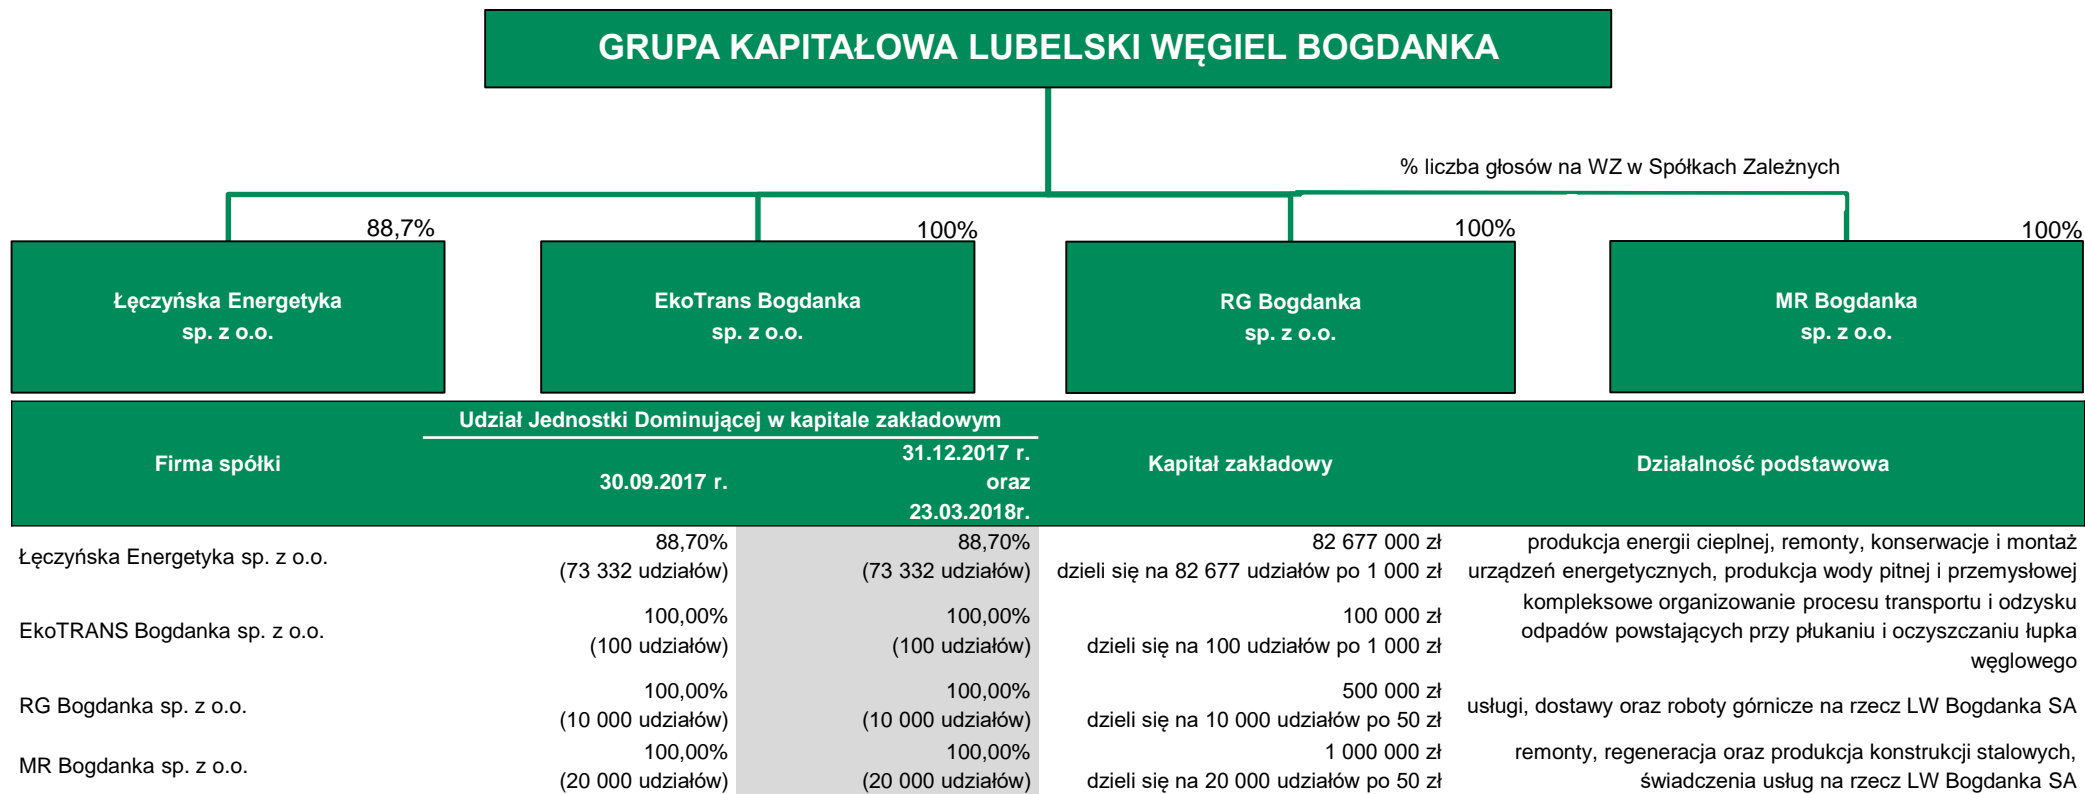 GRUPA KAPITAŁOWA LUBELSKI WĘGIEL BOGDANKA
% liczba głosów na WZ w Spółkach Zależnych
88,7%
100%
100%
100%
Łęczyńska Energetyka
sp. z o.o.
EkoTrans Bogdanka
sp. z o.o.
RG Bogdanka
sp. z o.o.
MR Bogdanka
sp. z o.o.
Firma spółki
Udział Jednostki Dominującej w kapitale zakładowym
30.09.2017 r.
31.12.2017 r.
oraz
23.03.2018r.
Kapitał zakładowy
Działalność podstawowa
Łęczyńska Energetyka sp. z o.o.
88,70%
(73 332 udziałów)
88,70%
(73 332 udziałów)
82 677 000 zł
dzieli się na 82 677 udziałów po 1 000 zł
produkcja energii cieplnej, remonty, konserwacje i montaż
urządzeń energetycznych, produkcja wody pitnej i przemysłowej
EkoTRANS Bogdanka sp. z o.o.
100,00%
(100 udziałów)
100,00%
(100 udziałów)
100 000 zł
dzieli się na 100 udziałów po 1 000 zł
kompleksowe organizowanie procesu transportu i odzysku
odpadów powstających przy płukaniu i oczyszczaniu łupka
węglowego
RG Bogdanka sp. z o.o.
100,00%
(10 000 udziałów)
100,00%
(10 000 udziałów)
500 000 zł
dzieli się na 10 000 udziałów po 50 zł
usługi, dostawy oraz roboty górnicze na rzecz LW Bogdanka SA
MR Bogdanka sp. z o.o.
100,00%
(20 000 udziałów)
100,00%
(20 000 udziałów)
1 000 000 zł
dzieli się na 20 000 udziałów po 50 zł
remonty, regeneracja oraz produkcja konstrukcji stalowych,
świadczenia usług na rzecz LW Bogdanka SA